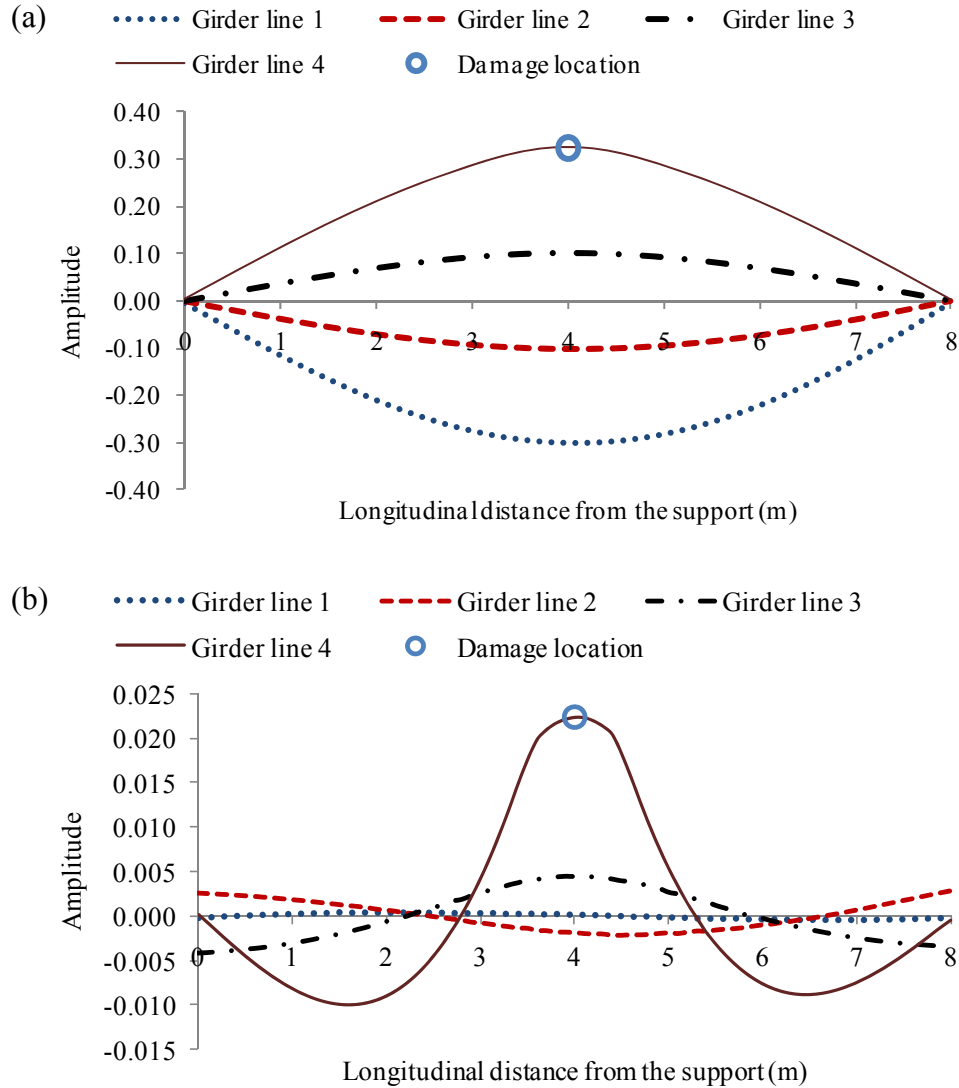 (a)
Girder line 1 Girder line 2 Girder line 3
Girder line 4 Damage location
0.40
0.30
0.20
0.10
0.00
-0.10
-0.20
-0.30
-0.40
0 1 2 3 4 5 6 7 8
Amplitude
Longitudinal distance from the support (m)
(b)
Girder line 1 Girder line 2 Girder line 3
Girder line 4 Damage location
0.025
0.020
0.015
0.010
0.005
0.000
-0.005
-0.010
-0.015
0 1 2 3 4 5 6 7 8
Amplitude
Longitudinal distance from the support (m)